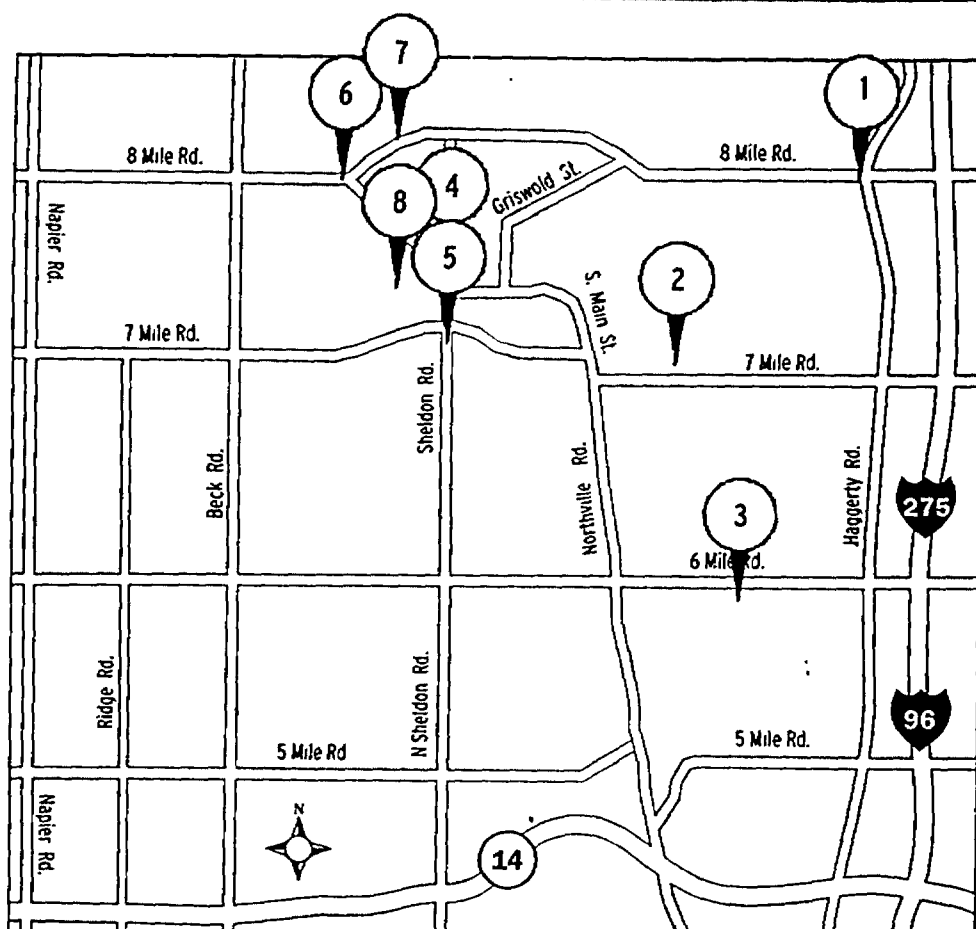 7
6
1
8 Mile Rd.
8 Mile Rd.
4
Griswold St.
8
Napier Rd.
5
2
S. Main St.
7 Mile Rd.
7 Mile Rd.
Sheldon Rd.
Beck Rd.
Northville Rd.
Haggerty Rd.
275
3
6 Mile Rd.
Ridge Rd.
N Sheldon Rd.
96
5 Mile Rd
5 Mile Rd.
Napier Rd.
N
14